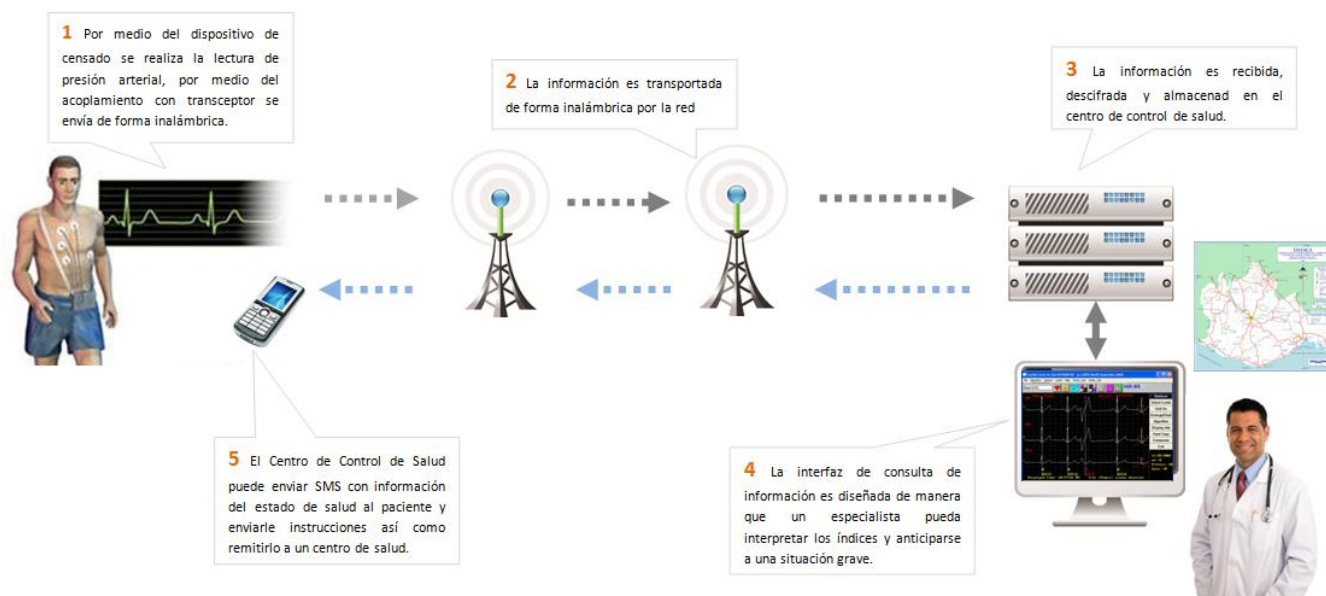 1 Por medio del dispositivo de
censado se realiza la lectura de
presión arterial, por medio del
acoplamiento con transceptor se
envía de forma inalámbrica.
2 La información es transportada
de forma inalámbrica por la red
3 La información es recibida,
descifrada y almacenad en el
centro de control de salud.
4 La interfaz de consulta de
información es diseñada de manera
que un especialista pueda
interpretar los índices y anticiparse
a una situación grave.
5 El Centro de Control de Salud
puede enviar SMS con información
del estado de salud al paciente y
enviarle instrucciones así como
remitirlo a un centro de salud.